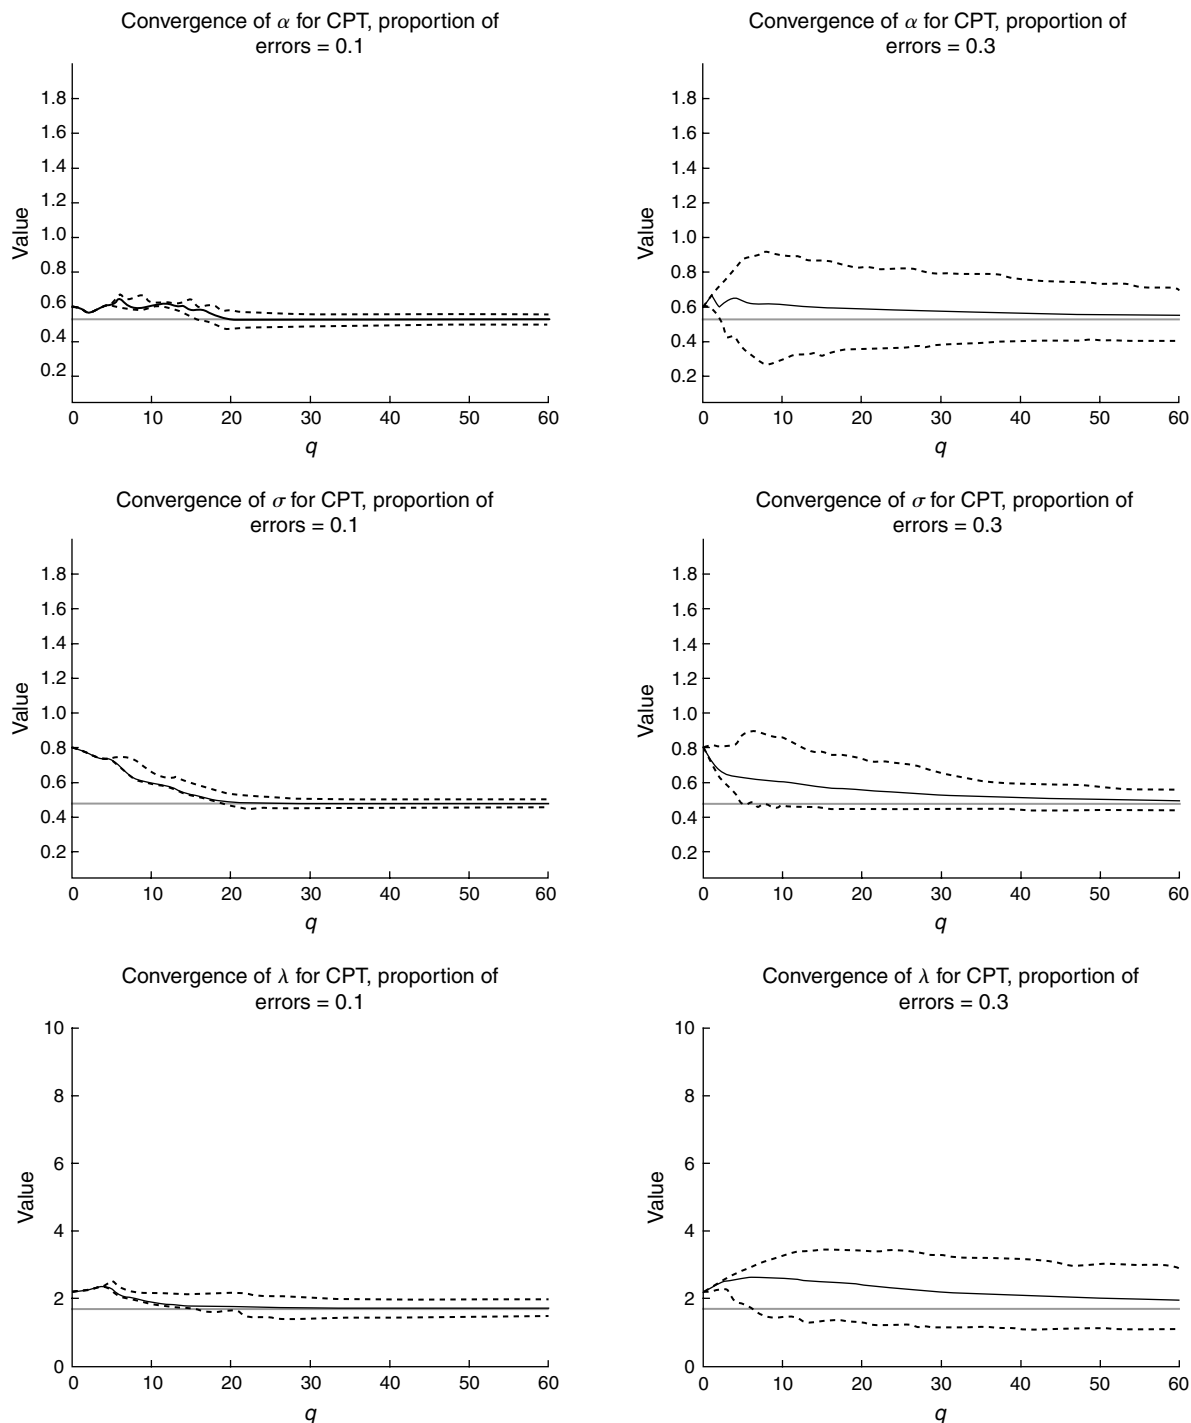 Convergence of α for CPT, proportion of
errors = 0.1
Value
1.8
1.6
1.4
1.2
1.0
0.8
0.6
0.4
0.2
0 10 20 30 40 50 60
q
Convergence of α for CPT, proportion of
errors = 0.3
Value
1.8
1.6
1.4
1.2
1.0
0.8
0.6
0.4
0.2
0 10 20 30 40 50 60
q
Convergence of σ for CPT, proportion of
errors = 0.1
Value
1.8
1.6
1.4
1.2
1.0
0.8
0.6
0.4
0.2
0 10 20 30 40 50 60
q
Convergence of σ for CPT, proportion of
errors = 0.3
Value
1.8
1.6
1.4
1.2
1.0
0.8
0.6
0.4
0.2
0 10 20 30 40 50 60
q
Convergence of λ for CPT, proportion of
errors = 0.1
Value
10
8
6
4
2
0
0 10 20 30 40 50 60
q
Convergence of λ for CPT, proportion of
errors = 0.3
Value
10
8
6
4
2
0
0 10 20 30 40 50 60
q